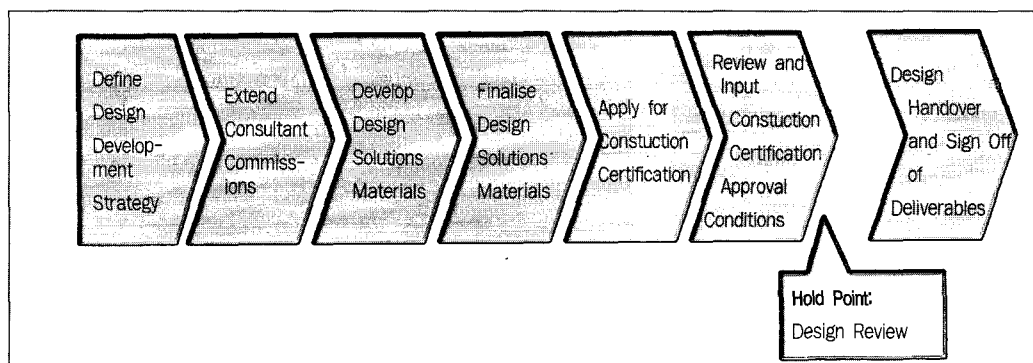 Define
Design
Develop-
ment
Strategy
Extend
Consultant
Commiss-
ions
Develop
Design
Solutions
Materials
Finalise
Design
Solutions
Materials
Apply for
Constuction
Certification
Review and
Input
Constuction
Certification
Approval
Conditions
Design
Handover
and Sign Off
of
Deliverables
Hold Point:
Design Review